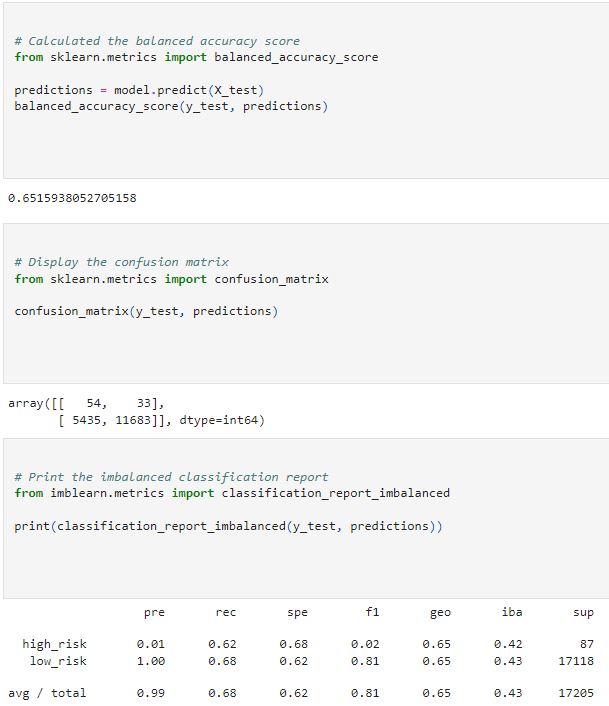 # Calculated the balanced accuracy score
from sklearn.metrics import balanced_accuracy_score
predictions = model.predict(X_test)
balanced_accuracy_score(y_test, predictions)
0.6515938052705158
# Display the confusion matrix
from sklearn.metrics import confusion_matrix
confusion_matrix(y_test, predictions)
array([[   54,    33],
       [ 5435, 11683]], dtype=int64)
# Print the imbalanced classification report
from imblearn.metrics import classification_report_imbalanced
print(classification_report_imbalanced(y_test, predictions))
pre rec spe f1 geo iba sup
high_risk 0.01 0.62 0.68 0.02 0.65 0.42 87
low_risk 1.00 0.68 0.62 0.81 0.65 0.43 17118
avg / total 0.99 0.68 0.62 0.81 0.65 0.43 17205